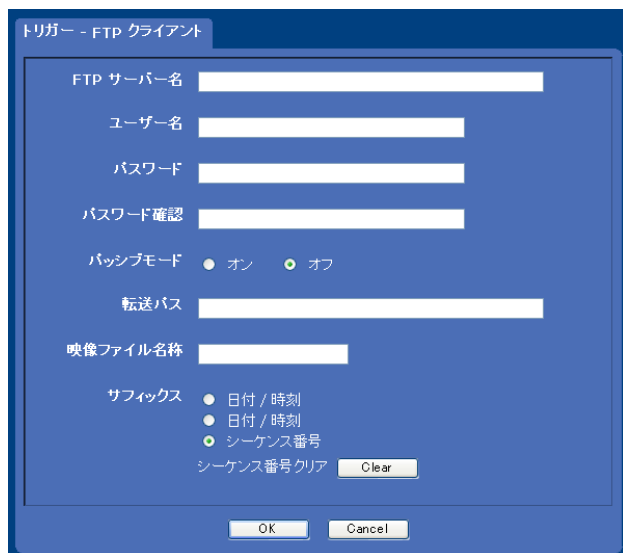 トリガー - FTP クライアント
FTP サーバー名
ユーザー名
パスワード
パスワード確認
パッシブモード
オン オフ
転送パス
映像ファイル名称
サフィックス
日付 / 時刻
日付 / 時刻
シーケンス番号
シーケンス番号クリア Clear
OK Cancel